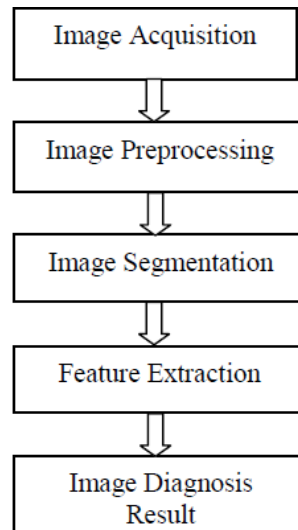 Image Acquisition
Image Preprocessing
Image Segmentation
Feature Extraction
Image Diagnosis
Result